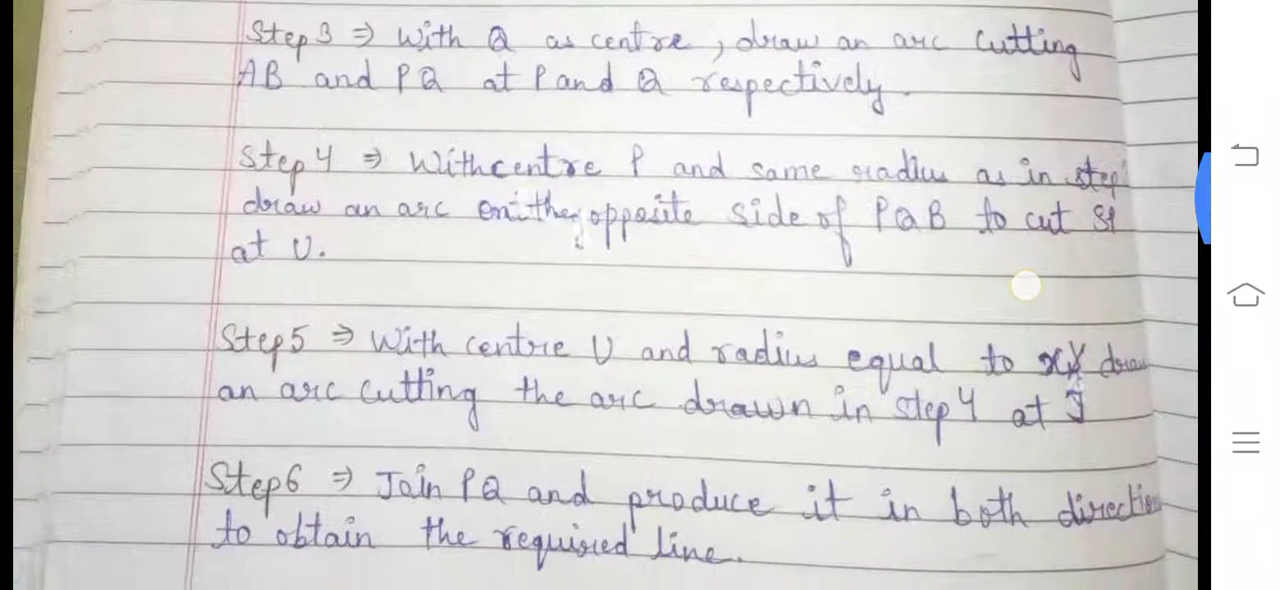 Step 3 ⇒ With Q as centre, draw an arc cutting
AB and PQ at P and Q respectively.
Step 4 ⇒ With centre P and same radius as in step
draw an arc on the opposite side of PQB to cut
at U.
Step 5 ⇒ With centre U and radius equal to XY draw
an arc cutting the arc drawn in step 4 at
Step 6 ⇒ Join PQ and produce it in both direction
to obtain the required line.